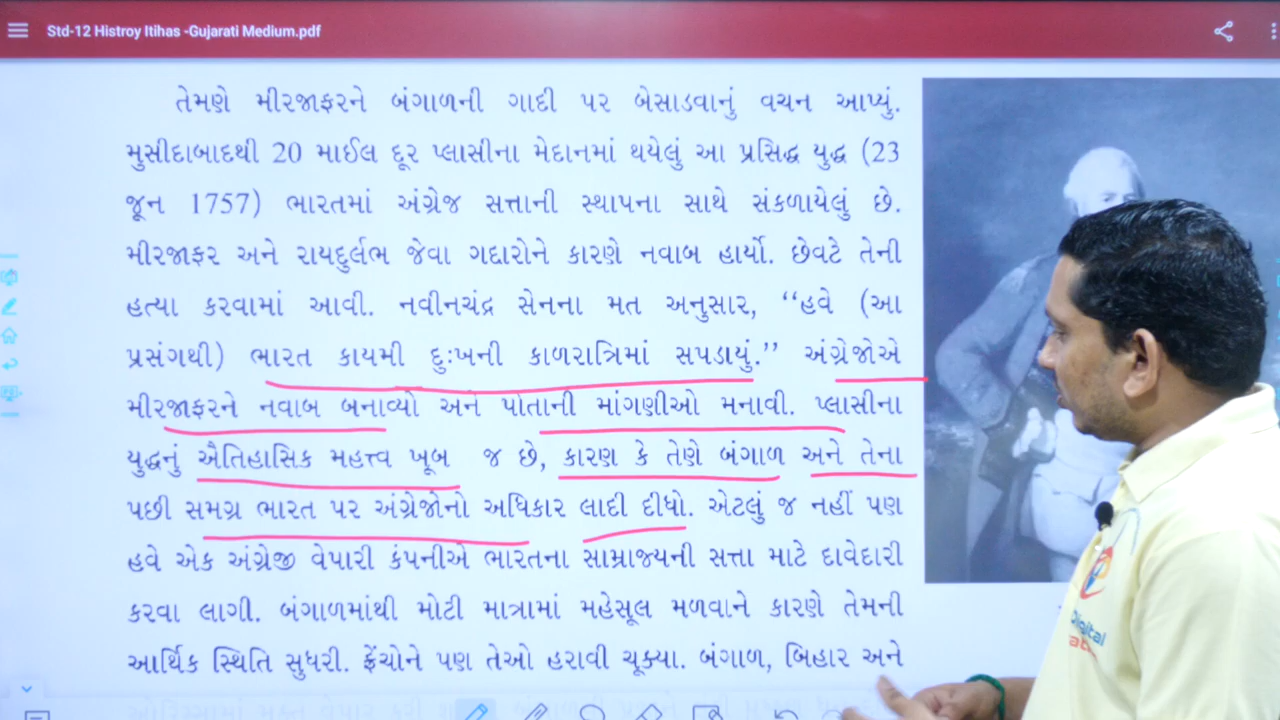 Std-12 Histroy Itihas -Gujarati Medium.pdf
તેમણે મીરજાફરને બંગાળની ગાદી પર બેસાડવાનું વચન આપ્યું.
મુર્સીદાબાદથી 20 માઈલ દૂર પ્લાસીના મેદાનમાં થયેલું આ પ્રસિદ્ધ યુદ્ધ (23
જૂન 1757) ભારતમાં અંગ્રેજ સત્તાની સ્થાપના સાથે સંકળાયેલું છે.
મીરજાફર અને રાયદુર્લભ જેવા ગદ્દારોને કારણે નવાબ હાર્યો. છેવટે તેની
હત્યા કરવામાં આવી. નવીનચંદ્ર સેનના મત અનુસાર, “હવે (આ
પ્રસંગથી) ભારત કાયમી દુઃખની કાળરાત્રિમાં સપડાયું.” અંગ્રેજોએ
મીરજાફરને નવાબ બનાવ્યો અને પોતાની માંગણીઓ મનાવી. પ્લાસીના
યુદ્ધનું ઐતિહાસિક મહત્ત્વ ખૂબ જ છે, કારણ કે તેણે બંગાળ અને તેના
પછી સમગ્ર ભારત પર અંગ્રેજોનો અધિકાર લાદી દીધો. એટલું જ નહીં પણ
હવે એક અંગ્રેજી વેપારી કંપનીએ ભારતના સામ્રાજ્યની સત્તા માટે દાવેદારી
કરવા લાગી. બંગાળમાંથી મોટી માત્રામાં મહેસૂલ મળવાને કારણે તેમની
આર્થિક સ્થિતિ સુધરી. ફ્રેંચોને પણ તેઓ હરાવી ચૂક્યા. બંગાળ, બિહાર અને
Digital